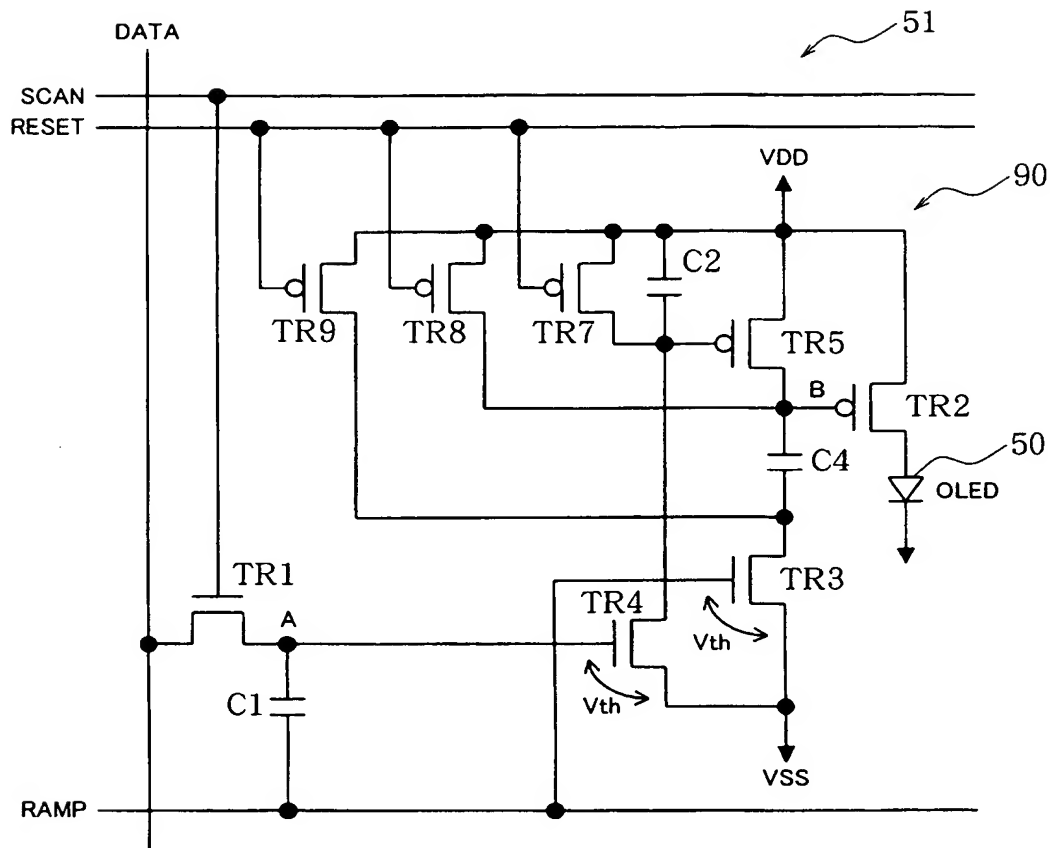 DATA
51
SCAN
RESET
VDD
90
C2
TR9
TR8
TR7
TR5
B
TR2
C4
50
OLED
TR1
TR3
TR4
A
Vth
C1
Vth
VSS
RAMP